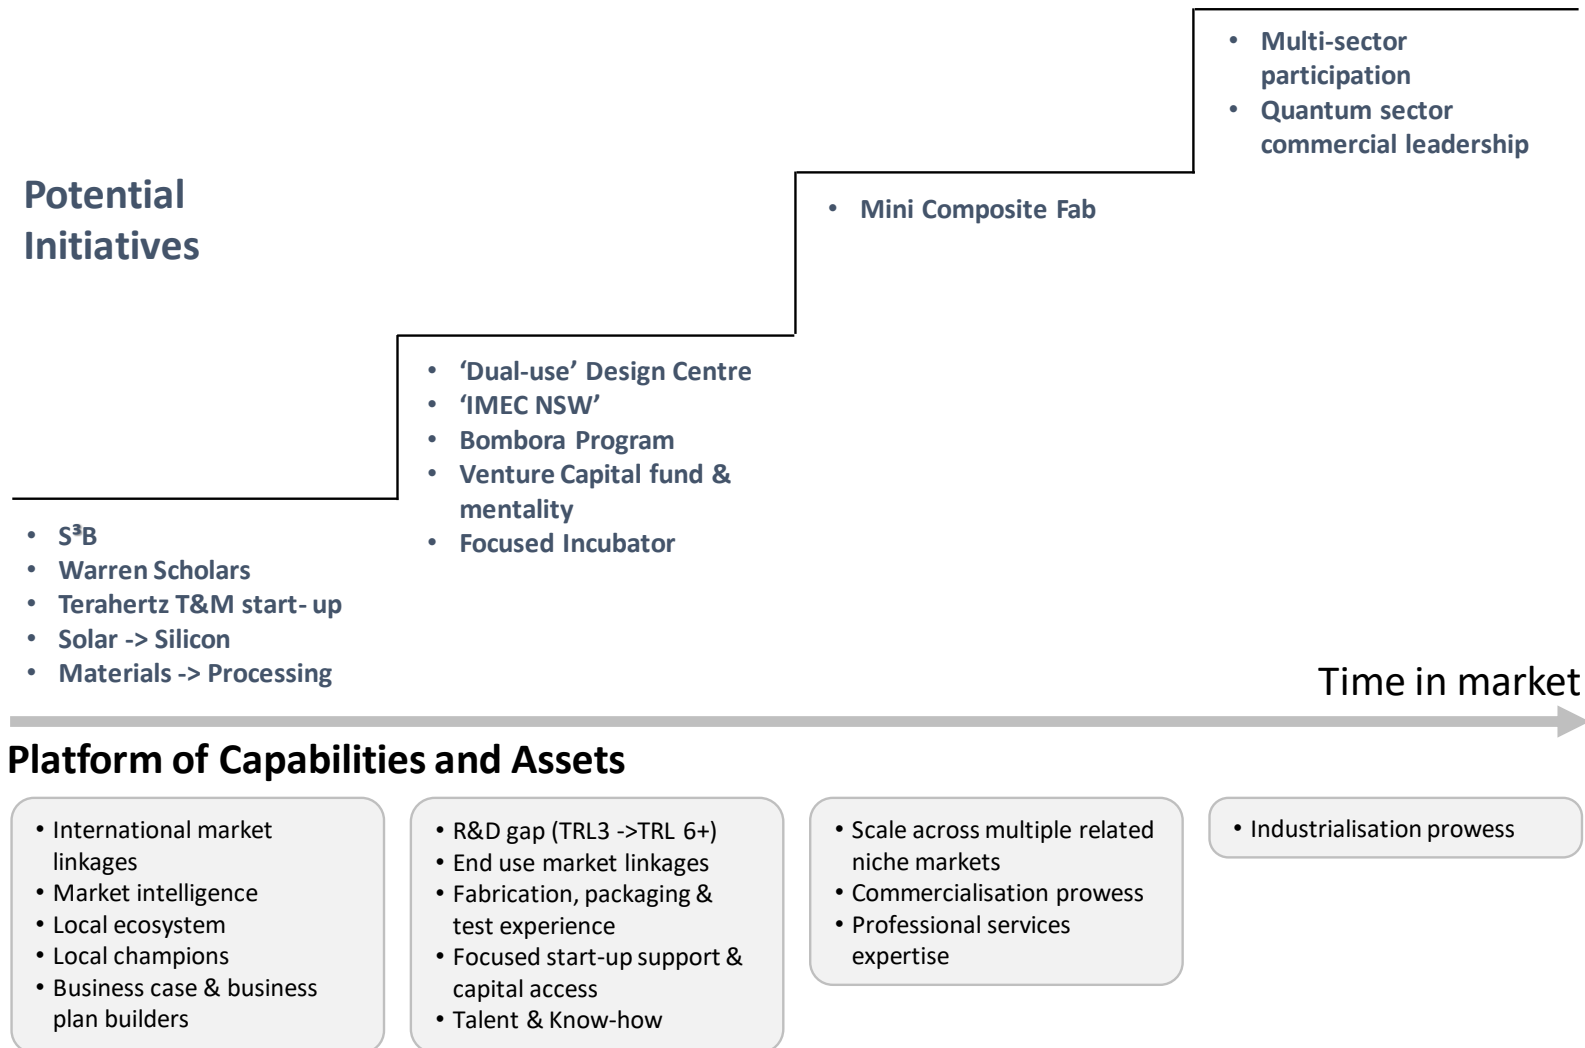 Potential
Initiatives
• S³B
• Warren Scholars
• Terahertz T&M start- up
• Solar -> Silicon
• Materials -> Processing
• ‘Dual-use’ Design Centre
• ‘IMEC NSW’
• Bombora Program
• Venture Capital fund &
mentality
• Focused Incubator
• Mini Composite Fab
• Multi-sector
participation
• Quantum sector
commercial leadership
Time in market
Platform of Capabilities and Assets
• International market
linkages
• Market intelligence
• Local ecosystem
• Local champions
• Business case & business
plan builders
• R&D gap (TRL3 ->TRL 6+)
• End use market linkages
• Fabrication, packaging &
test experience
• Focused start-up support &
capital access
• Talent & Know-how
• Scale across multiple related
niche markets
• Commercialisation prowess
• Professional services
expertise
• Industrialisation prowess